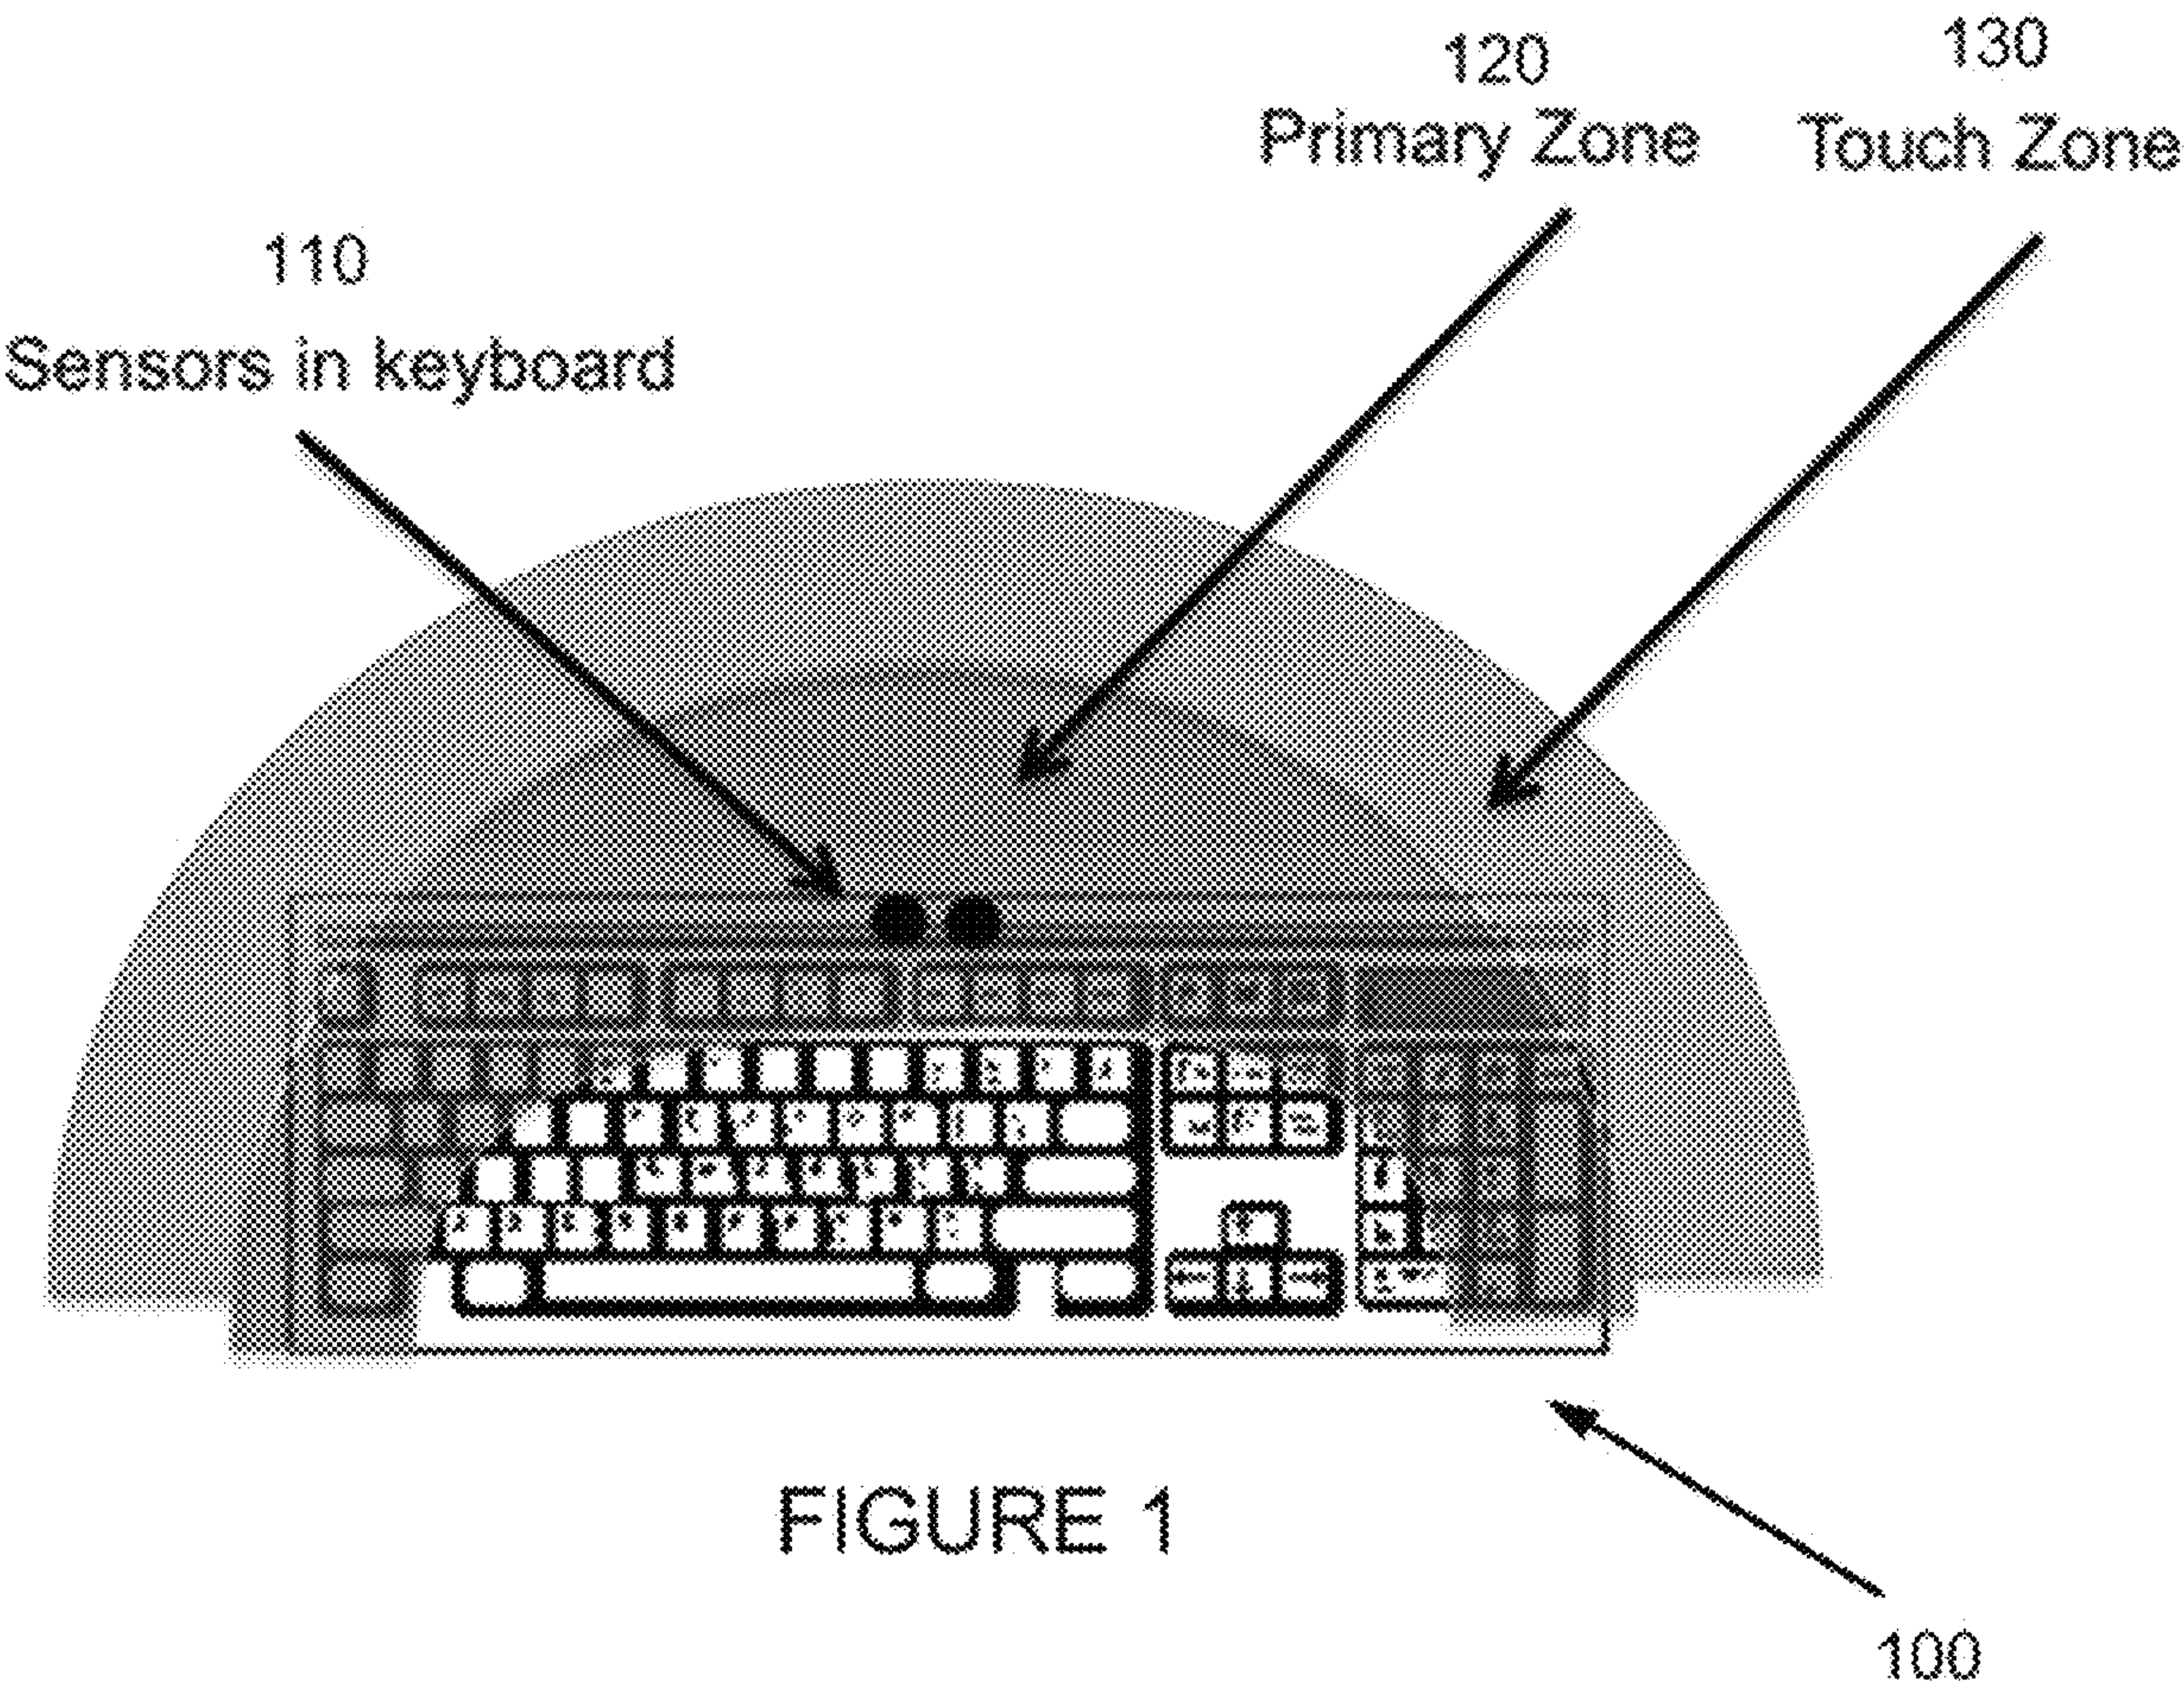 130
120
Primary Zone
Touch Zone
110
Sensors in keyboard
FIGURE 1
100